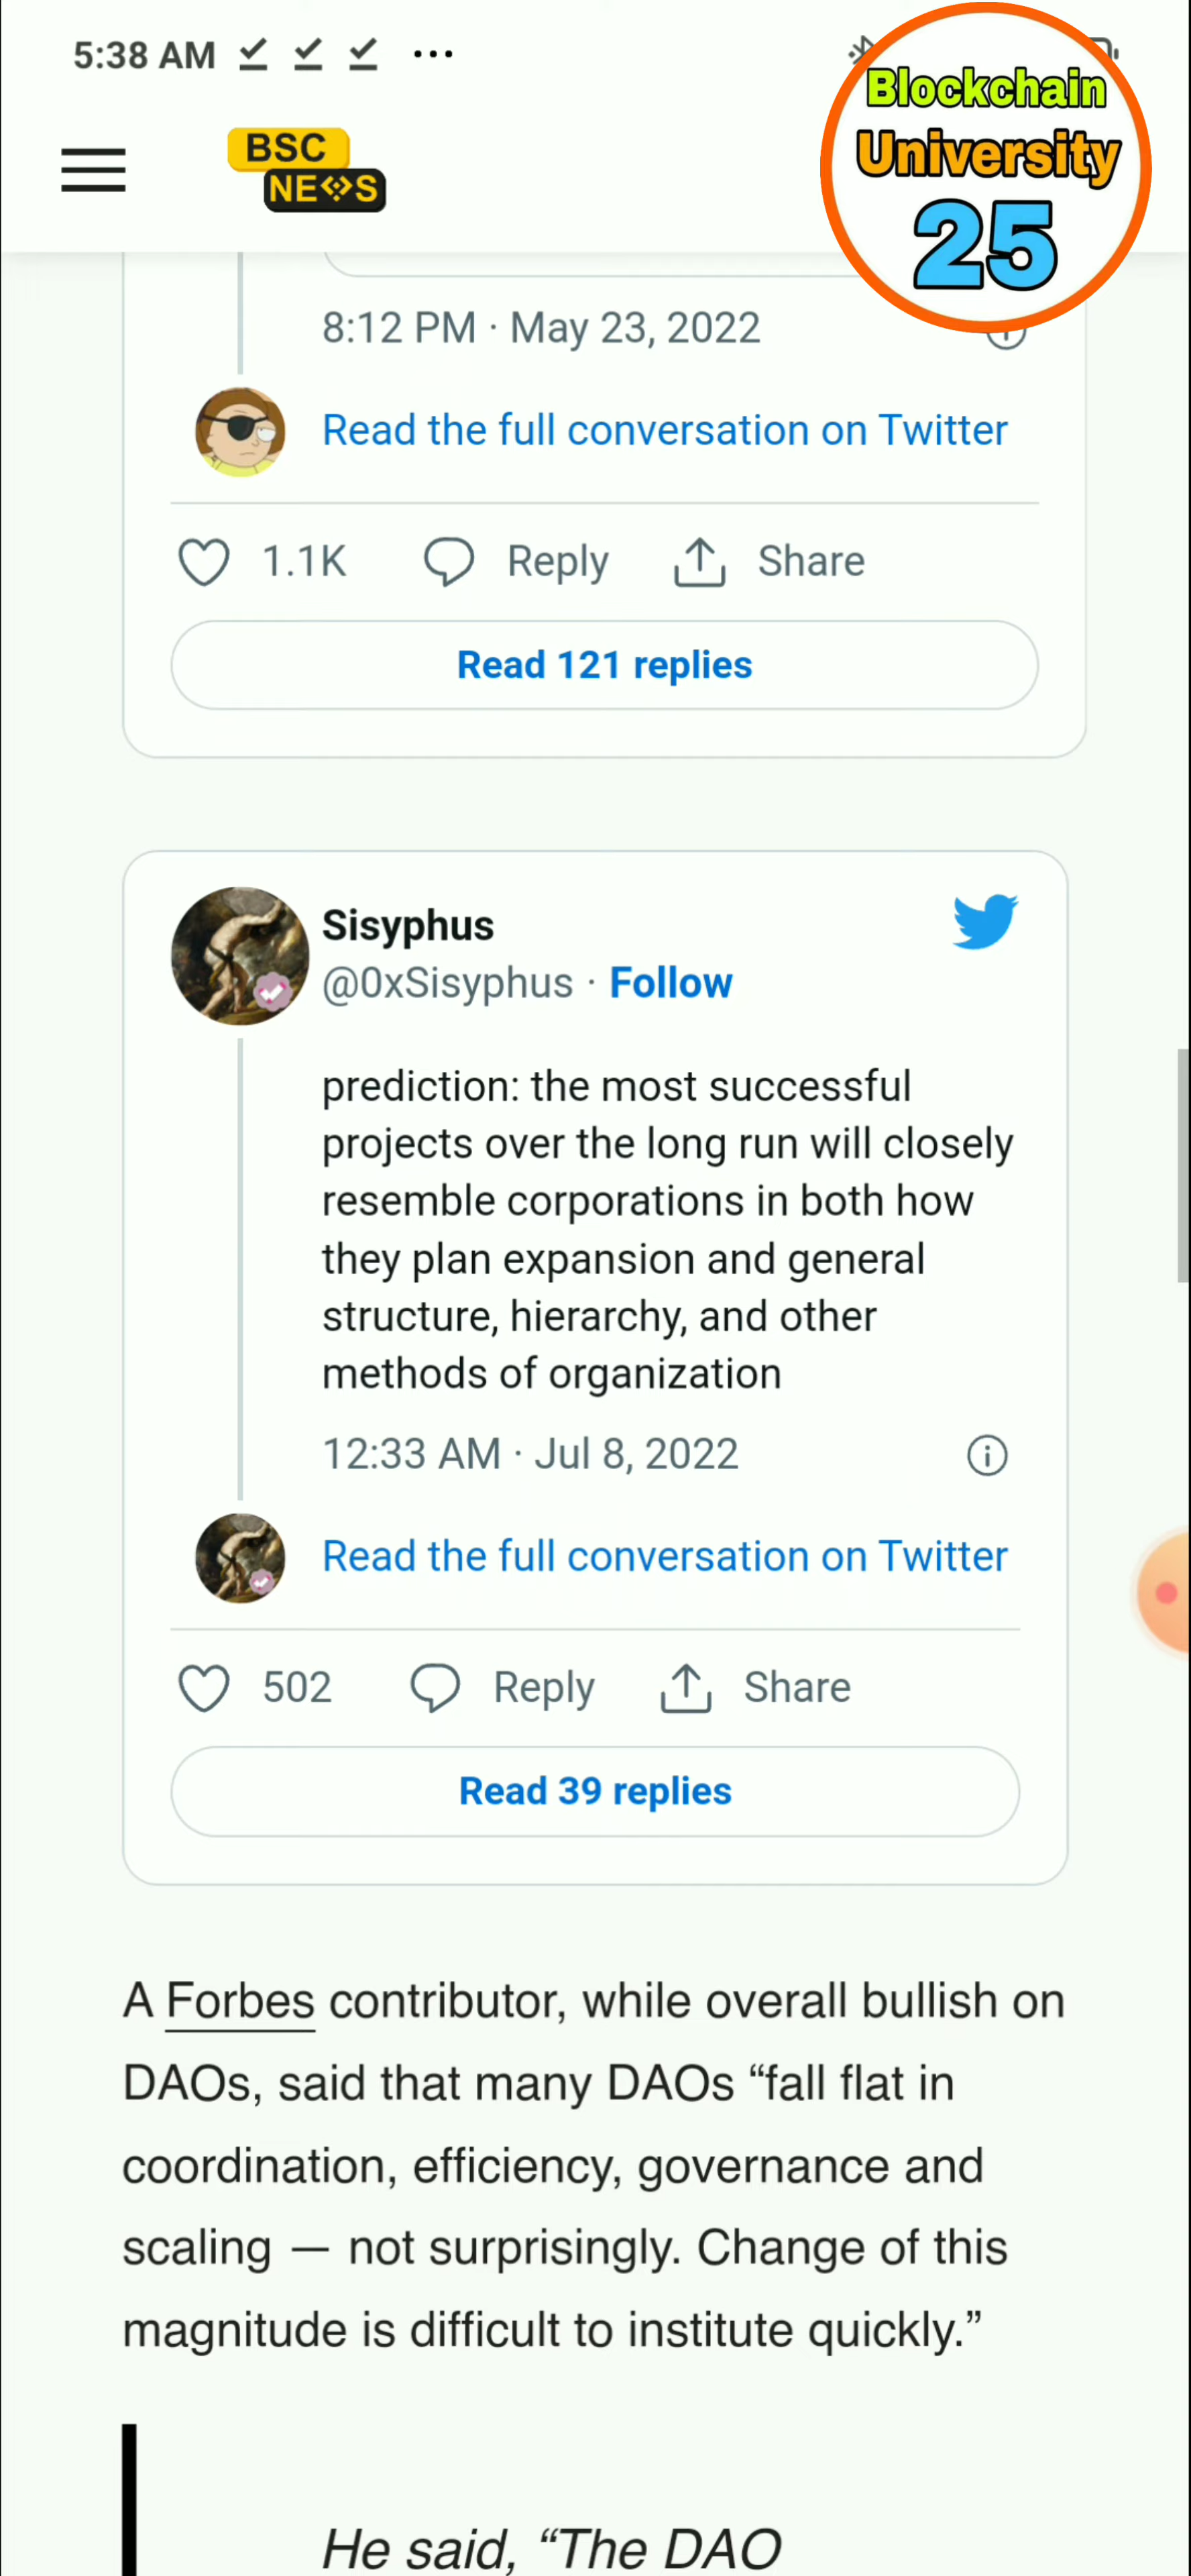 5:38 AM
Blockchain
University
25
BSC
NEWS
8:12 PM · May 23, 2022
Read the full conversation on Twitter
1.1K Reply Share
Read 121 replies
Sisyphus
@0xSisyphus · Follow
prediction: the most successful
projects over the long run will closely
resemble corporations in both how
they plan expansion and general
structure, hierarchy, and other
methods of organization
12:33 AM · Jul 8, 2022
Read the full conversation on Twitter
502 Reply Share
Read 39 replies
A Forbes contributor, while overall bullish on
DAOs, said that many DAOs “fall flat in
coordination, efficiency, governance and
scaling — not surprisingly. Change of this
magnitude is difficult to institute quickly.”
He said, “The DAO